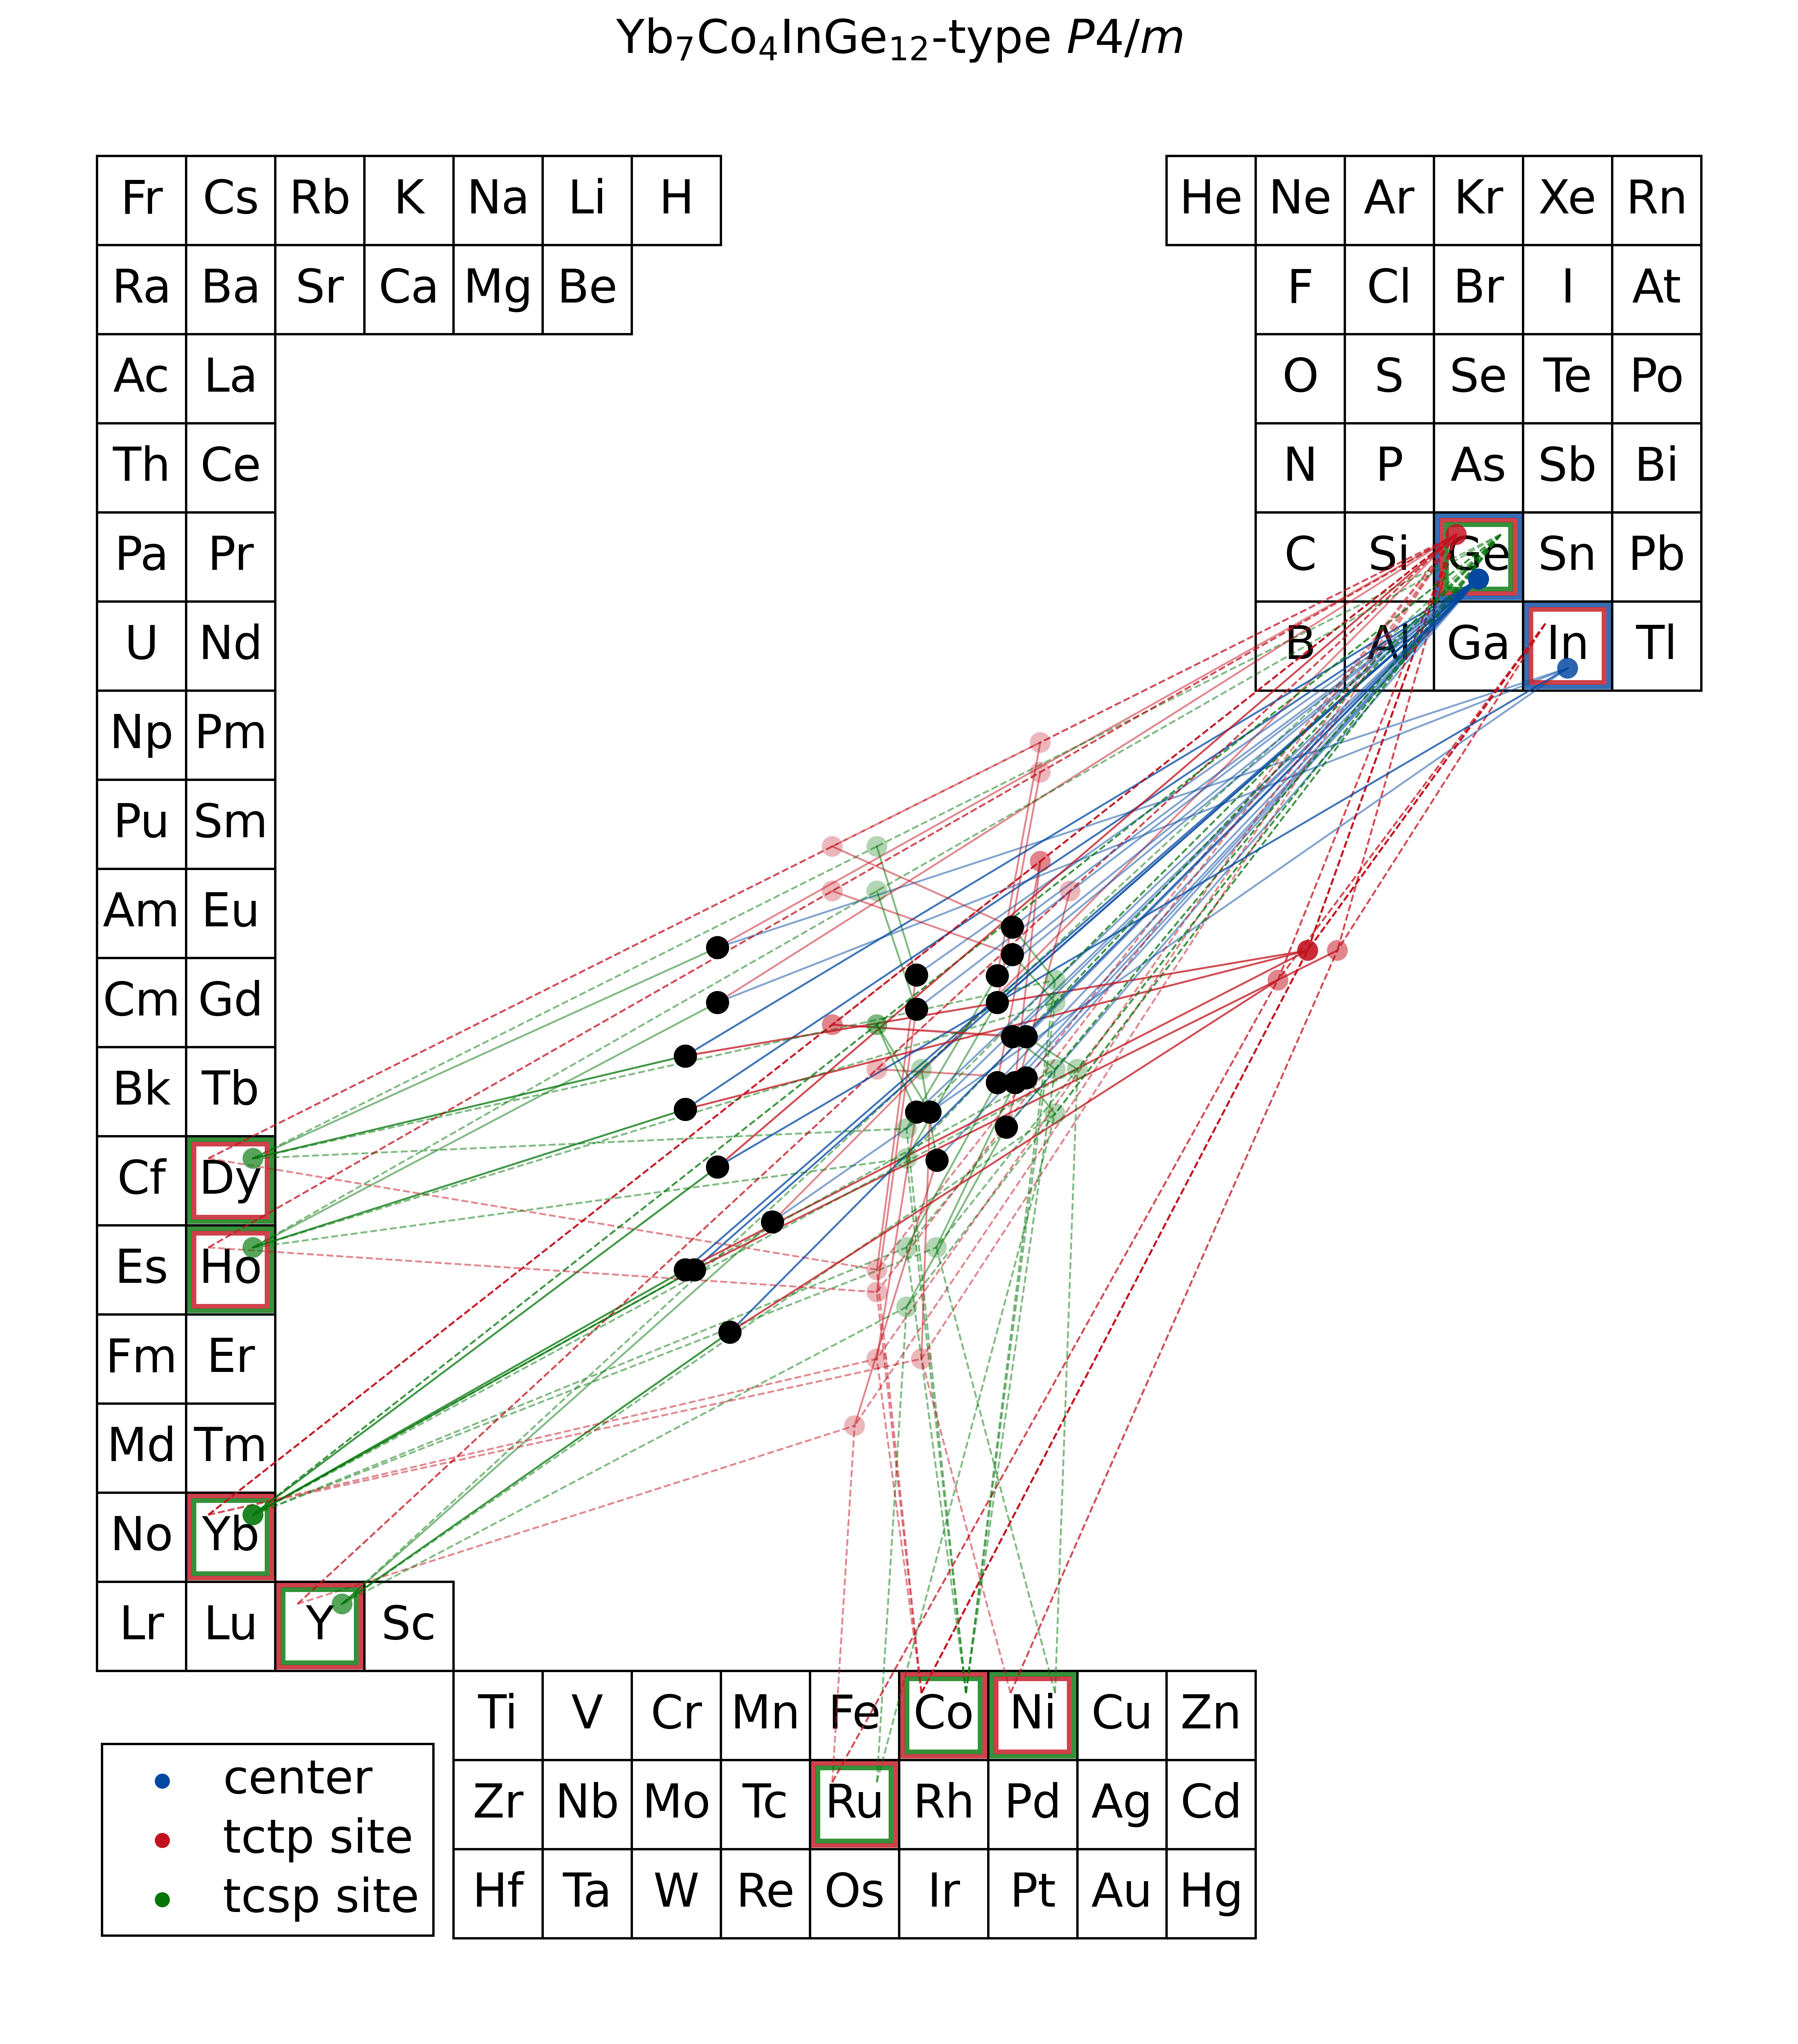 Yb₇Co₄InGe₁₂-type P4/m
Fr Cs Rb K Na Li H He Ne Ar Kr Xe Rn
Ra Ba Sr Ca Mg Be F Cl Br I At
Ac La O S Se Te Po
Th Ce N P As Sb Bi
Pa Pr C Si Ge Sn Pb
U Nd B Al Ga In Tl
Np Pm
Pu Sm
Am Eu
Cm Gd
Bk Tb
Cf Dy
Es Ho
Fm Er
Md Tm
No Yb
Lr Lu Y Sc
Ti V Cr Mn Fe Co Ni Cu Zn
Zr Nb Mo Tc Ru Rh Pd Ag Cd
Hf Ta W Re Os Ir Pt Au Hg
center
tctp site
tcsp site